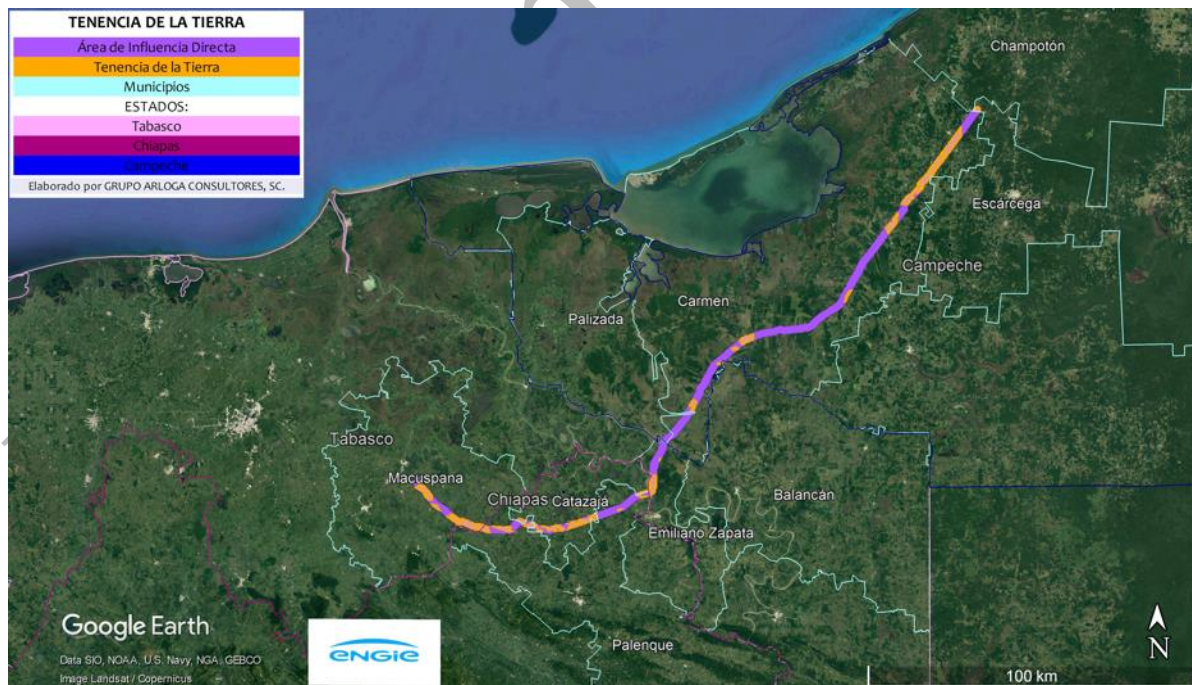 TENENCIA DE LA TIERRA
Área de Influencia Directa
Tenencia de la Tierra
Municipios
ESTADOS:
Tabasco
Chiapas
Campeche
Elaborado por GRUPO ARLOGA CONSULTORES, SC.
Champotón
Escárcega
Campeche
Carmen
Palizada
Tabasco
Macuspana
Chiapas
Catazajá
Balancán
Emiliano Zapata
Palenque
Google Earth
Data SIO, NOAA, U.S. Navy, NGA, GEBCO
Image Landsat / Copernicus
ENGIE
100 km
N